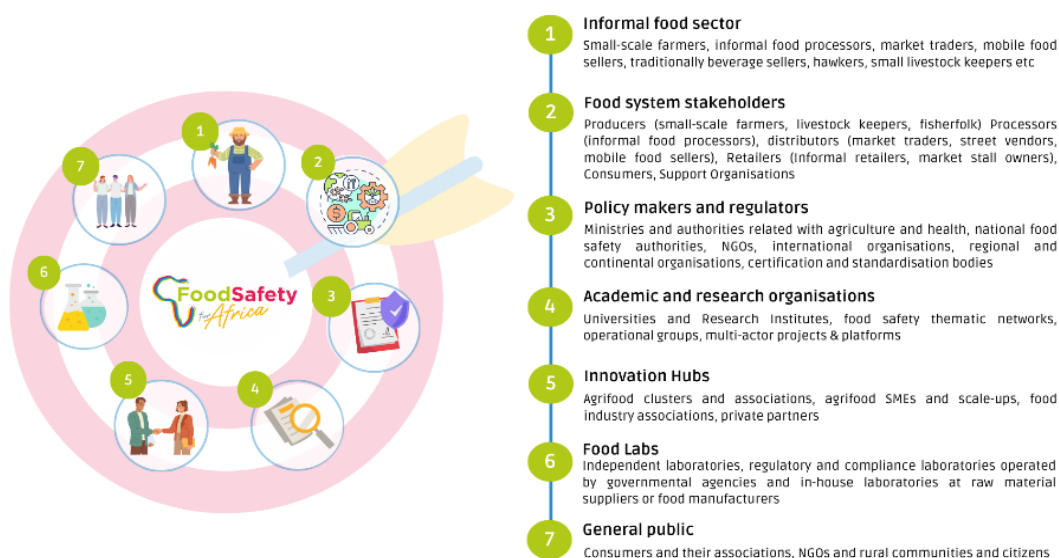 1
2
3
4
5
6
7
FoodSafety
for Africa
1
Informal food sector
Small-scale farmers, informal food processors, market traders, mobile food
sellers, traditionally beverage sellers, hawkers, small livestock keepers etc
2
Food system stakeholders
Producers (small-scale farmers, livestock keepers, fisherfolk) Processors
(informal food processors), distributors (market traders, street vendors,
mobile food sellers), Retailers (Informal retailers, market stall owners),
Consumers, Support Organisations
3
Policy makers and regulators
Ministries and authorities related with agriculture and health, national food
safety authorities, NGOs, international organisations, regional and
continental organisations, certification and standardisation bodies
4
Academic and research organisations
Universities and Research Institutes, food safety thematic networks,
operational groups, multi-actor projects & platforms
5
Innovation Hubs
Agrifood clusters and associations, agrifood SMEs and scale-ups, food
industry associations, private partners
6
Food Labs
Independent laboratories, regulatory and compliance laboratories operated
by governmental agencies and in-house laboratories at raw material
suppliers or food manufacturers
7
General public
Consumers and their associations, NGOs and rural communities and citizens